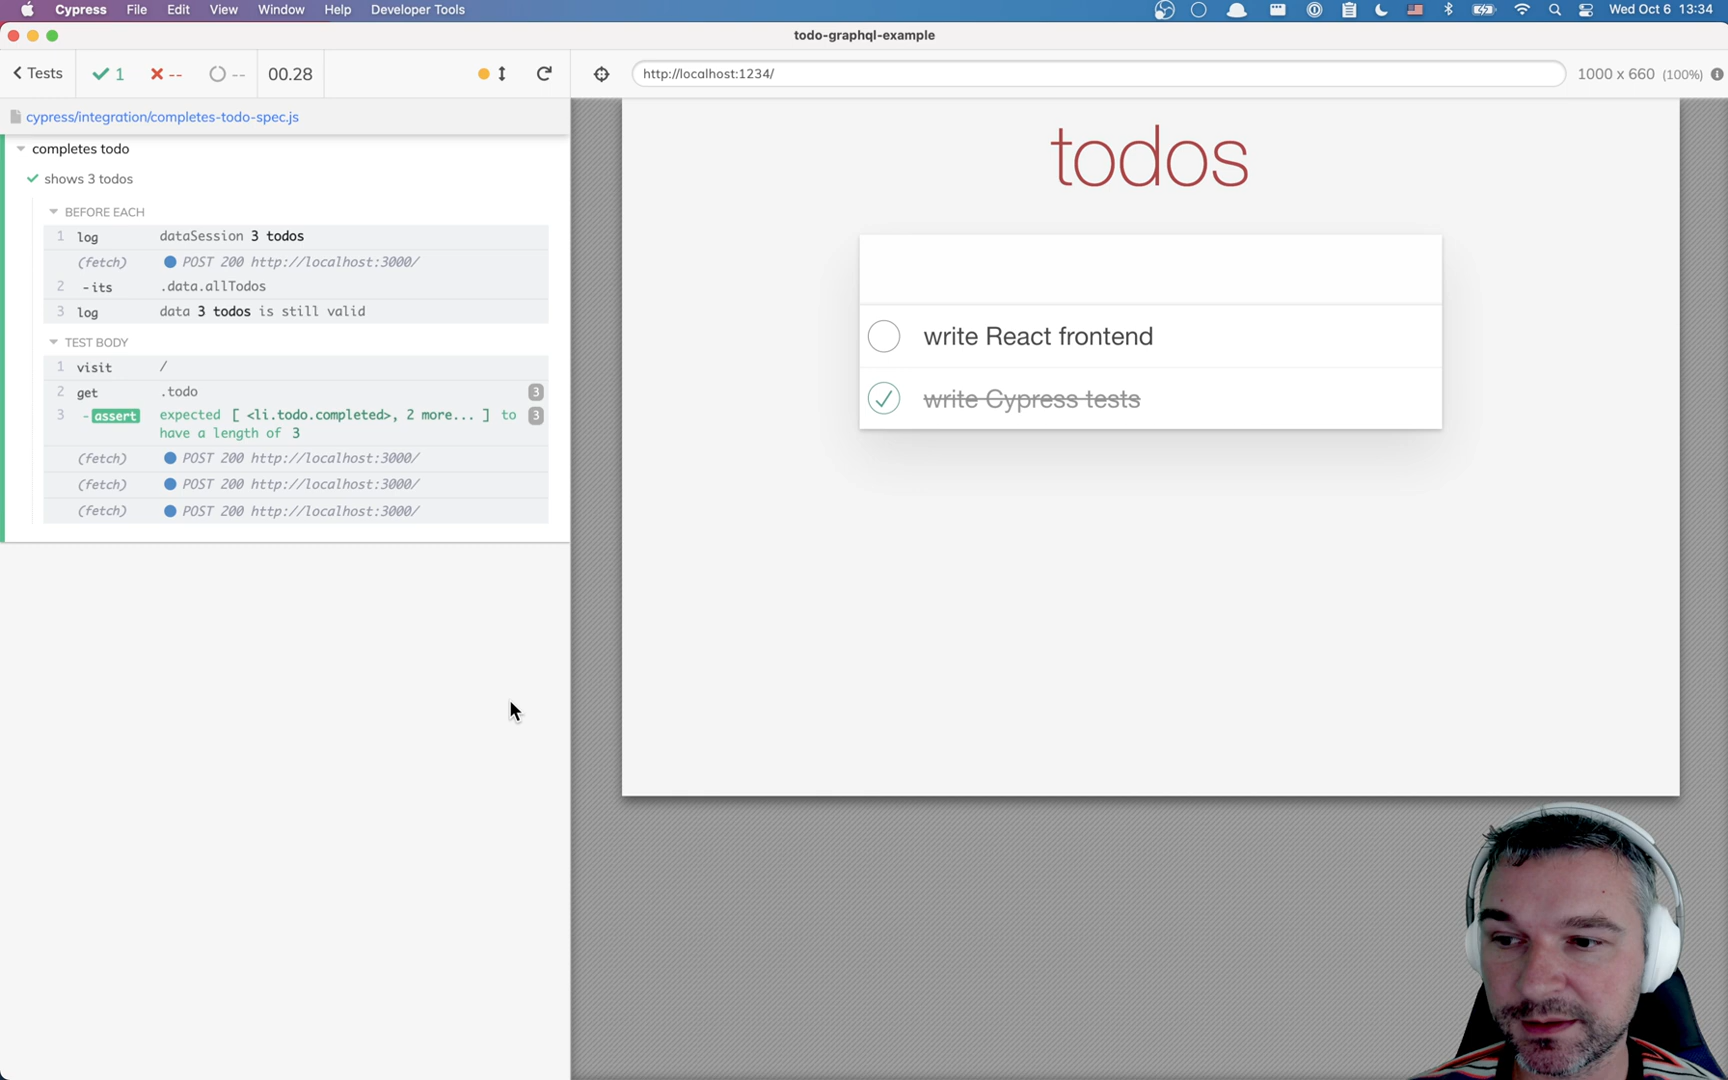 Cypress File Edit View Window Help Developer Tools Wed Oct 6 13:34
todo-graphql-example
Tests 1 -- -- 00.28 http://localhost:1234/ 1000 x 660 (100%)
cypress/integration/completes-todo-spec.js
completes todo
shows 3 todos
BEFORE EACH
1 log dataSession 3 todos
(fetch) POST 200 http://localhost:3000/
2 -its .data.allTodos
3 log data 3 todos is still valid
TEST BODY
1 visit /
2 get .todo 3
3 -assert expected [ <li.todo.completed>, 2 more... ] to 3
have a length of 3
(fetch) POST 200 http://localhost:3000/
(fetch) POST 200 http://localhost:3000/
(fetch) POST 200 http://localhost:3000/
todos
write React frontend
write Cypress tests